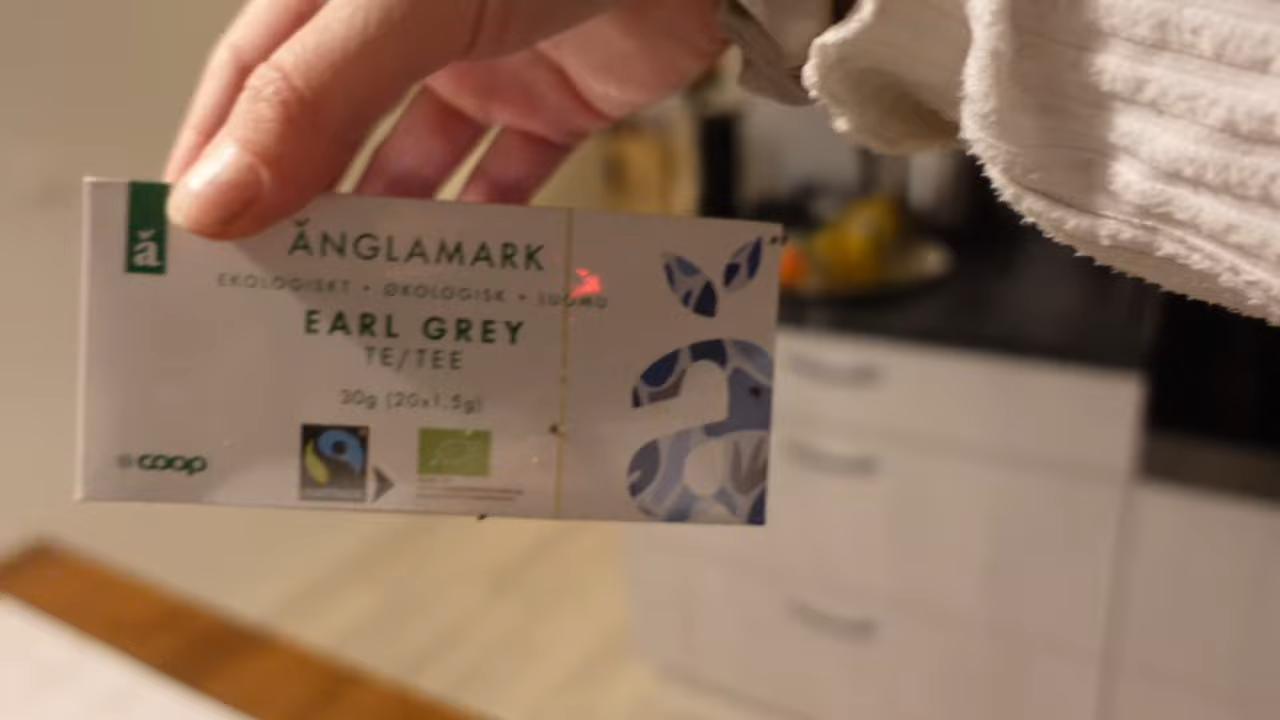 ă
ÄNGLAMARK
EKOLOGISKT • ØKOLOGISK • LUOMU
EARL GREY
TE/TEE
30g (20x1,5g)
coop
ă